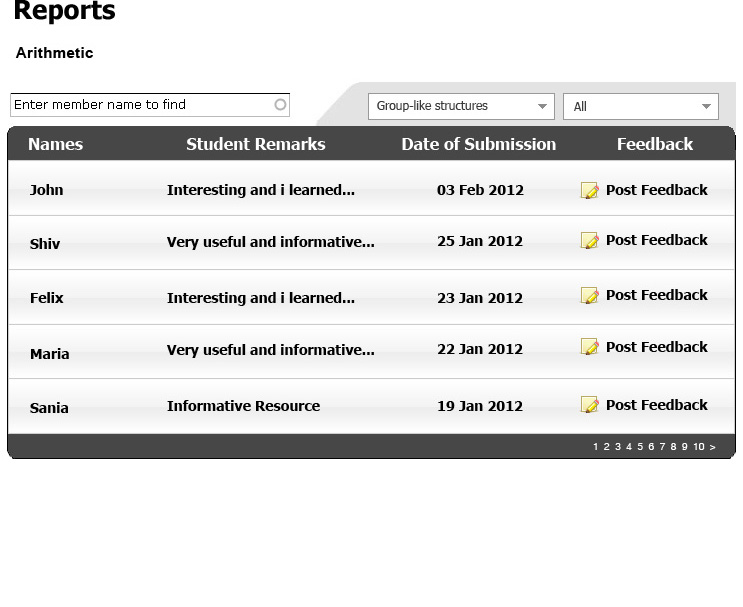 Reports
Arithmetic
Enter member name to find
Group-like structures All
Names Student Remarks Date of Submission Feedback
John Interesting and i learned... 03 Feb 2012 Post Feedback
Shiv Very useful and informative... 25 Jan 2012 Post Feedback
Felix Interesting and i learned... 23 Jan 2012 Post Feedback
Maria Very useful and informative... 22 Jan 2012 Post Feedback
Sania Informative Resource 19 Jan 2012 Post Feedback
1 2 3 4 5 6 7 8 9 10 >